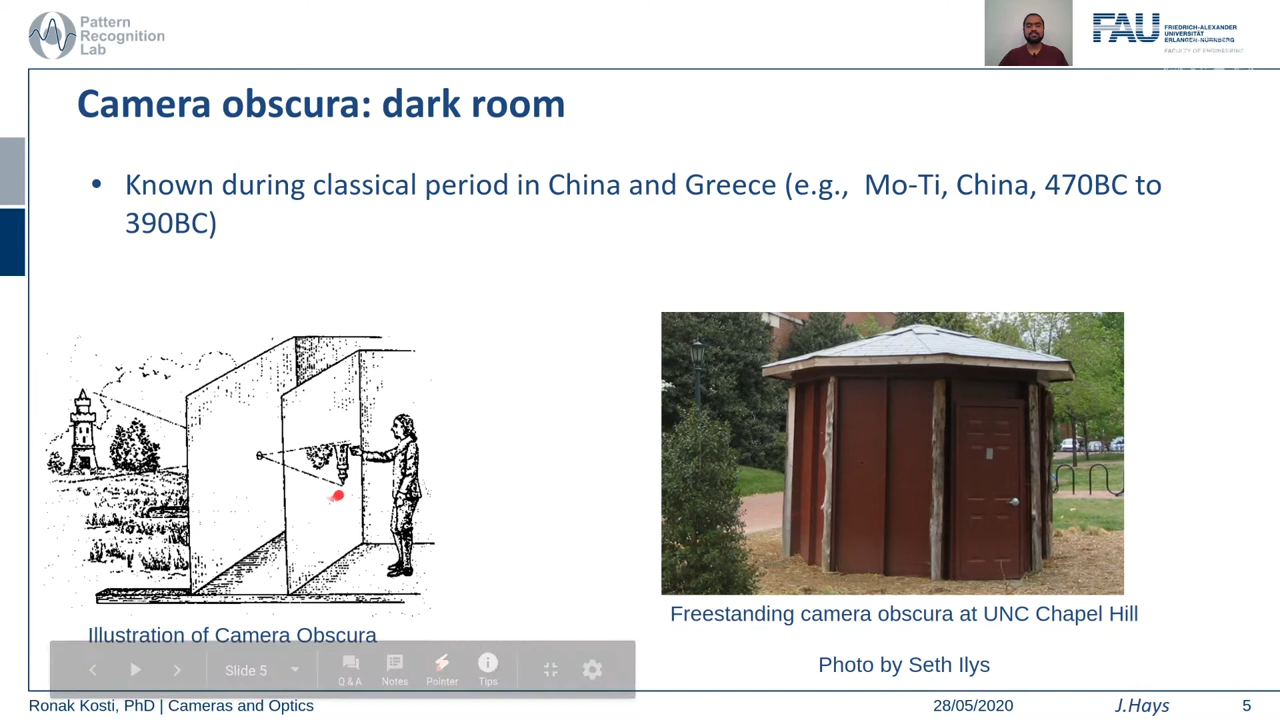 Pattern
Recognition
Lab
FAU
FRIEDRICH-ALEXANDER
UNIVERSITÄT
ERLANGEN-NÜRNBERG
FACULTY OF ENGINEERING
Camera obscura: dark room
• Known during classical period in China and Greece (e.g., Mo-Ti, China, 470BC to
390BC)
Illustration of Camera Obscura
Freestanding camera obscura at UNC Chapel Hill
Photo by Seth Ilys
Slide 5
Q & A
Notes
Pointer
Tips
Ronak Kosti, PhD | Cameras and Optics
28/05/2020
J.Hays
5